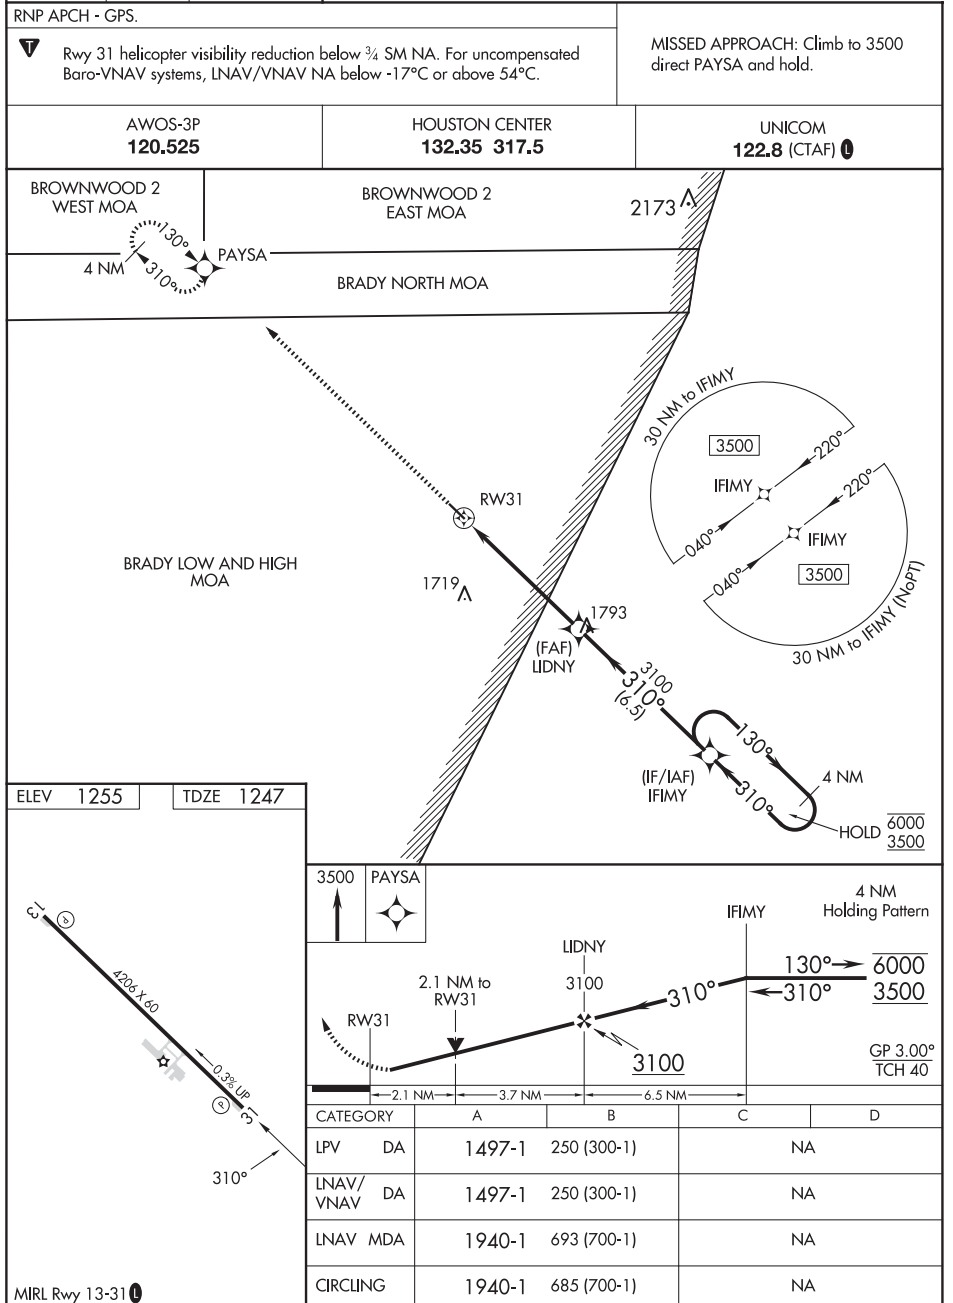 RNP APCH - GPS.
T
Rwy 31 helicopter visibility reduction below ¾ SM NA. For uncompensated
Baro-VNAV systems, LNAV/VNAV NA below -17°C or above 54°C.
MISSED APPROACH: Climb to 3500
direct PAYSA and hold.
AWOS-3P
120.525
HOUSTON CENTER
132.35 317.5
UNICOM
122.8 (CTAF) L
BROWNWOOD 2
WEST MOA
BROWNWOOD 2
EAST MOA
2173
130°
310°
4 NM
PAYSA
BRADY NORTH MOA
30 NM to IFIMY
3500
220°
IFIMY
040°
220°
IFIMY
040°
3500
30 NM to IFIMY (NoPT)
RW31
BRADY LOW AND HIGH
MOA
1719
1793
(FAF)
LIDNY
3100
310°
(6.5)
130°
(IF/IAF)
IFIMY
310°
4 NM
HOLD
6000
3500
ELEV 1255
TDZE 1247
13
P
4206 X 60
0.3% UP
P
31
310°
MIRL Rwy 13-31 L
3500
PAYSA
4 NM
Holding Pattern
IFIMY
LIDNY
3100
2.1 NM to
RW31
RW31
310°
130°
310°
6000
3500
3100
GP 3.00°
TCH 40
2.1 NM
3.7 NM
6.5 NM
CATEGORY A B C D
LPV DA 1497-1 250 (300-1) NA
LNAV/
VNAV DA 1497-1 250 (300-1) NA
LNAV MDA 1940-1 693 (700-1) NA
CIRCLING 1940-1 685 (700-1) NA